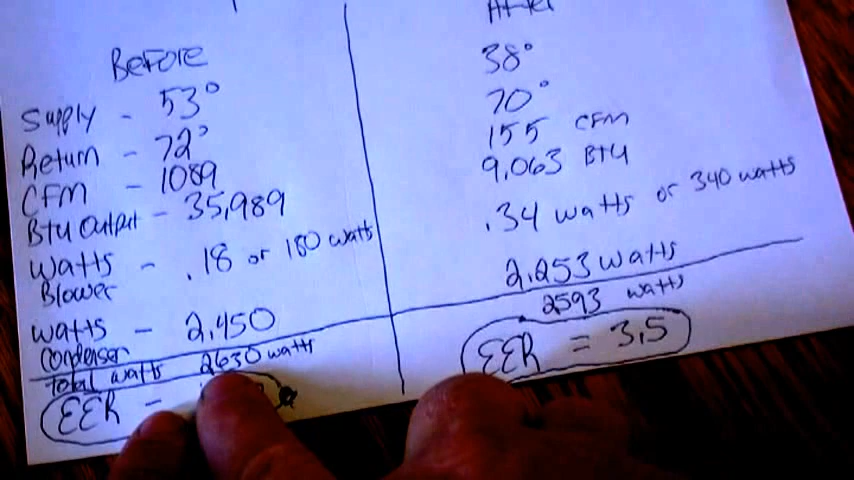 Before
Supply - 53°
Return - 72°
CFM - 1089
BTU Output - 35,989
Watts - .18 or 180 watts
Blower
Watts - 2,450
Condenser
Total watts 2630 watts
EER -
After
38°
70°
155 CFM
9,063 BTU
.34 watts or 340 watts
2.253 watts
2593 watts
EER = 3.5